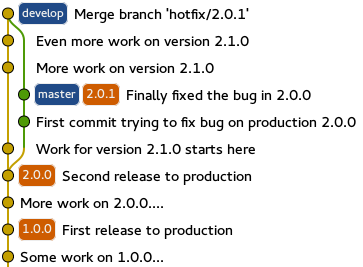 develop Merge branch 'hotfix/2.0.1'
Even more work on version 2.1.0
More work on version 2.1.0
master 2.0.1 Finally fixed the bug in 2.0.0
First commit trying to fix bug on production 2.0.0
Work for version 2.1.0 starts here
2.0.0 Second release to production
More work on 2.0.0....
1.0.0 First release to production
Some work on 1.0.0...